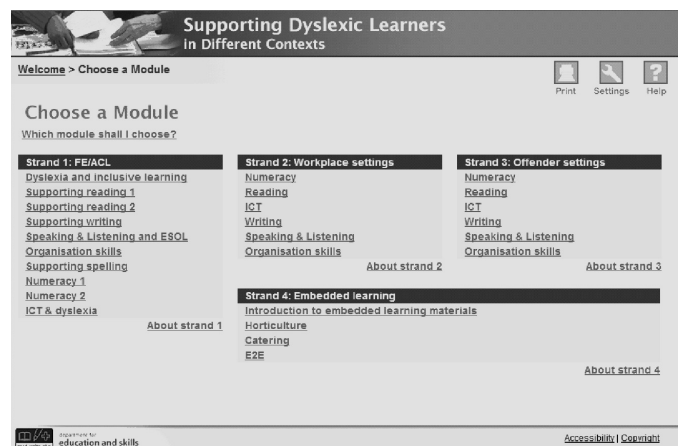 Supporting Dyslexic Learners
in Different Contexts
Welcome > Choose a Module
Print Settings Help
Choose a Module
Which module shall I choose?
Strand 1: FE/ACL
Dyslexia and inclusive learning
Supporting reading 1
Supporting reading 2
Supporting writing
Speaking & Listening and ESOL
Organisation skills
Supporting spelling
Numeracy 1
Numeracy 2
ICT & dyslexia
About strand 1
Strand 2: Workplace settings
Numeracy
Reading
ICT
Writing
Speaking & Listening
Organisation skills
About strand 2
Strand 3: Offender settings
Numeracy
Reading
ICT
Writing
Speaking & Listening
Organisation skills
About strand 3
Strand 4: Embedded learning
Introduction to embedded learning materials
Horticulture
Catering
E2E
About strand 4
department for
education and skills
Accessibility | Copyright